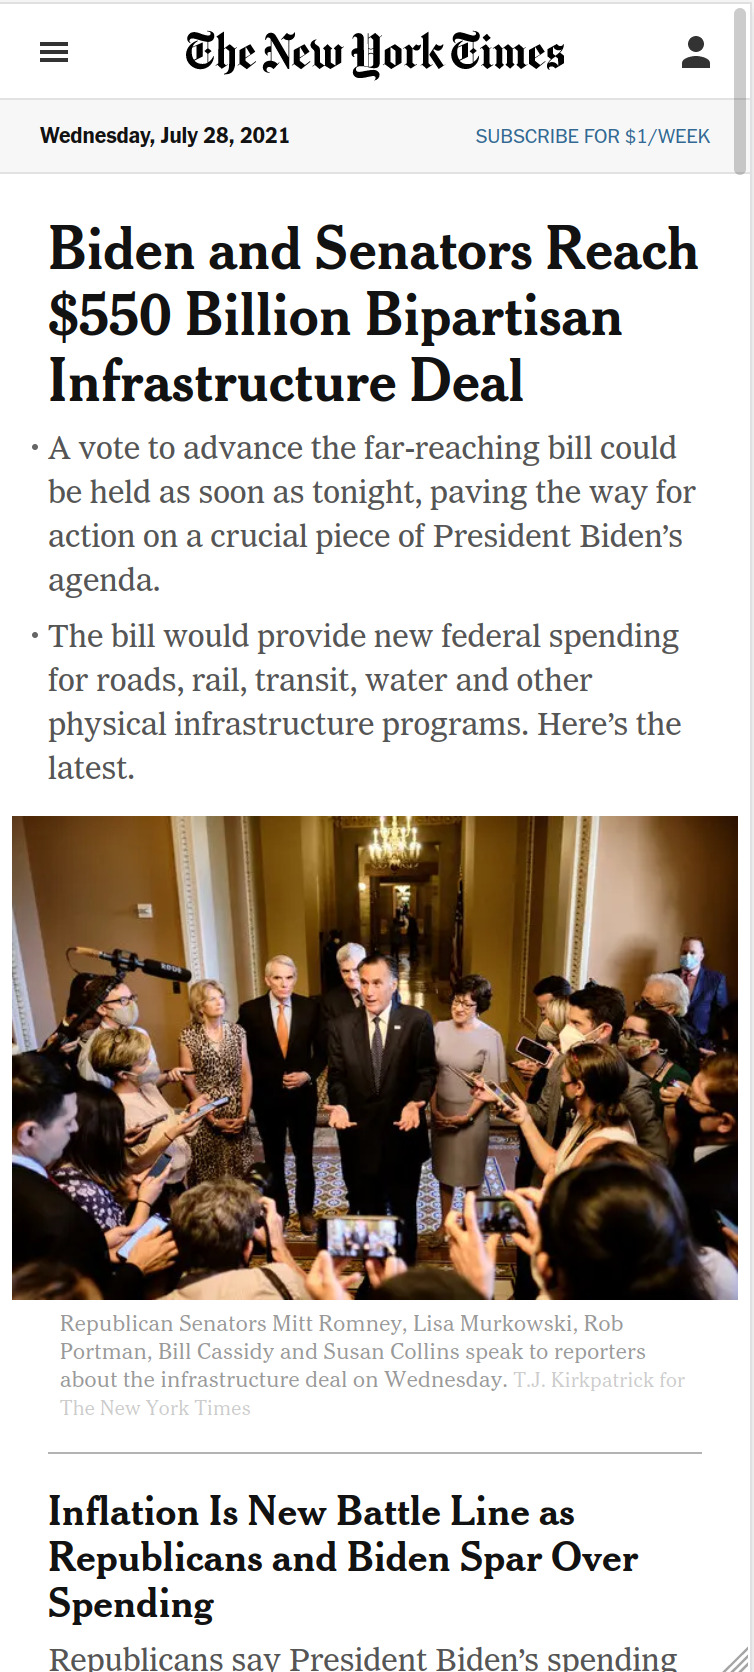 The New York Times
Wednesday, July 28, 2021
SUBSCRIBE FOR $1/WEEK
Biden and Senators Reach
$550 Billion Bipartisan
Infrastructure Deal
• A vote to advance the far-reaching bill could
be held as soon as tonight, paving the way for
action on a crucial piece of President Biden’s
agenda.
• The bill would provide new federal spending
for roads, rail, transit, water and other
physical infrastructure programs. Here’s the
latest.
RODE
Republican Senators Mitt Romney, Lisa Murkowski, Rob
Portman, Bill Cassidy and Susan Collins speak to reporters
about the infrastructure deal on Wednesday. T.J. Kirkpatrick for
The New York Times
Inflation Is New Battle Line as
Republicans and Biden Spar Over
Spending
Republicans say President Biden’s spending